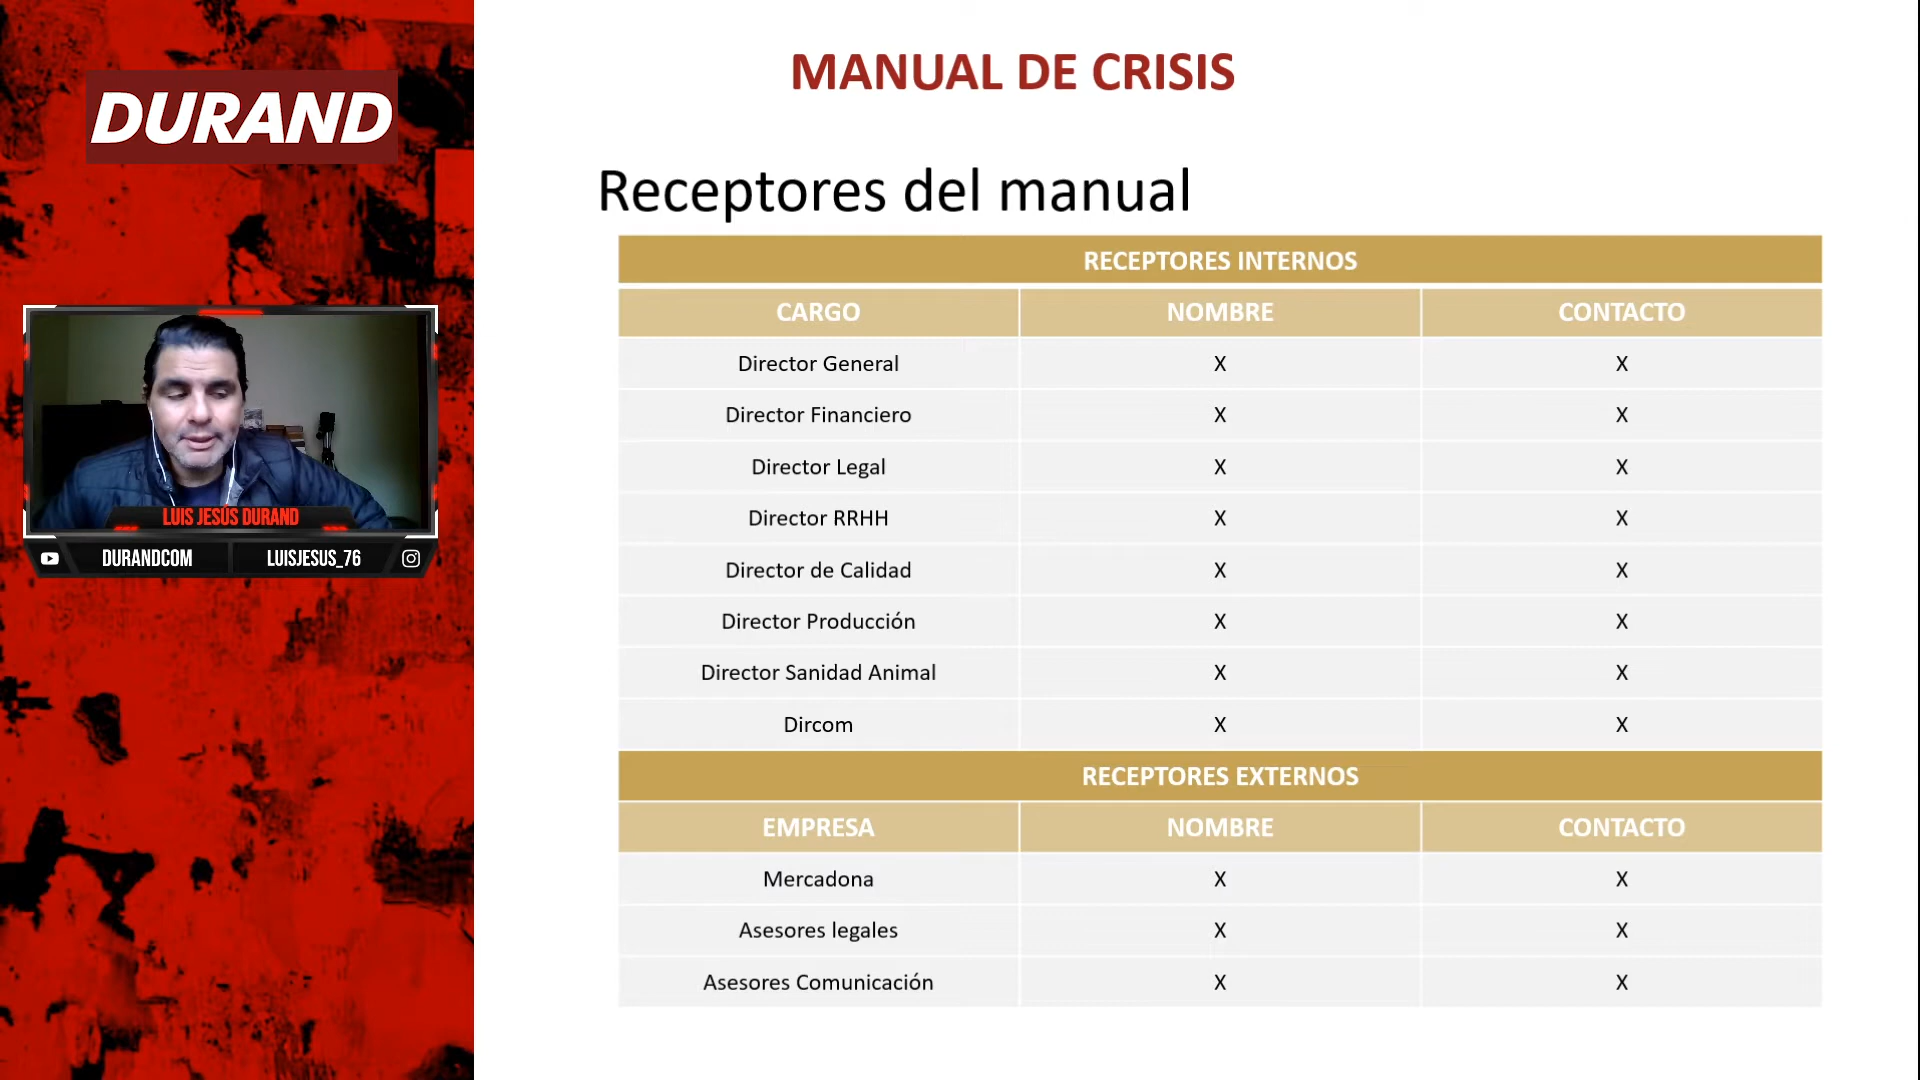 DURAND
LUIS JESÚS DURAND
DURANDCOM LUISJESUS_76
MANUAL DE CRISIS
Receptores del manual
RECEPTORES INTERNOS
CARGO NOMBRE CONTACTO
Director General X X
Director Financiero X X
Director Legal X X
Director RRHH X X
Director de Calidad X X
Director Producción X X
Director Sanidad Animal X X
Dircom X X
RECEPTORES EXTERNOS
EMPRESA NOMBRE CONTACTO
Mercadona X X
Asesores legales X X
Asesores Comunicación X X